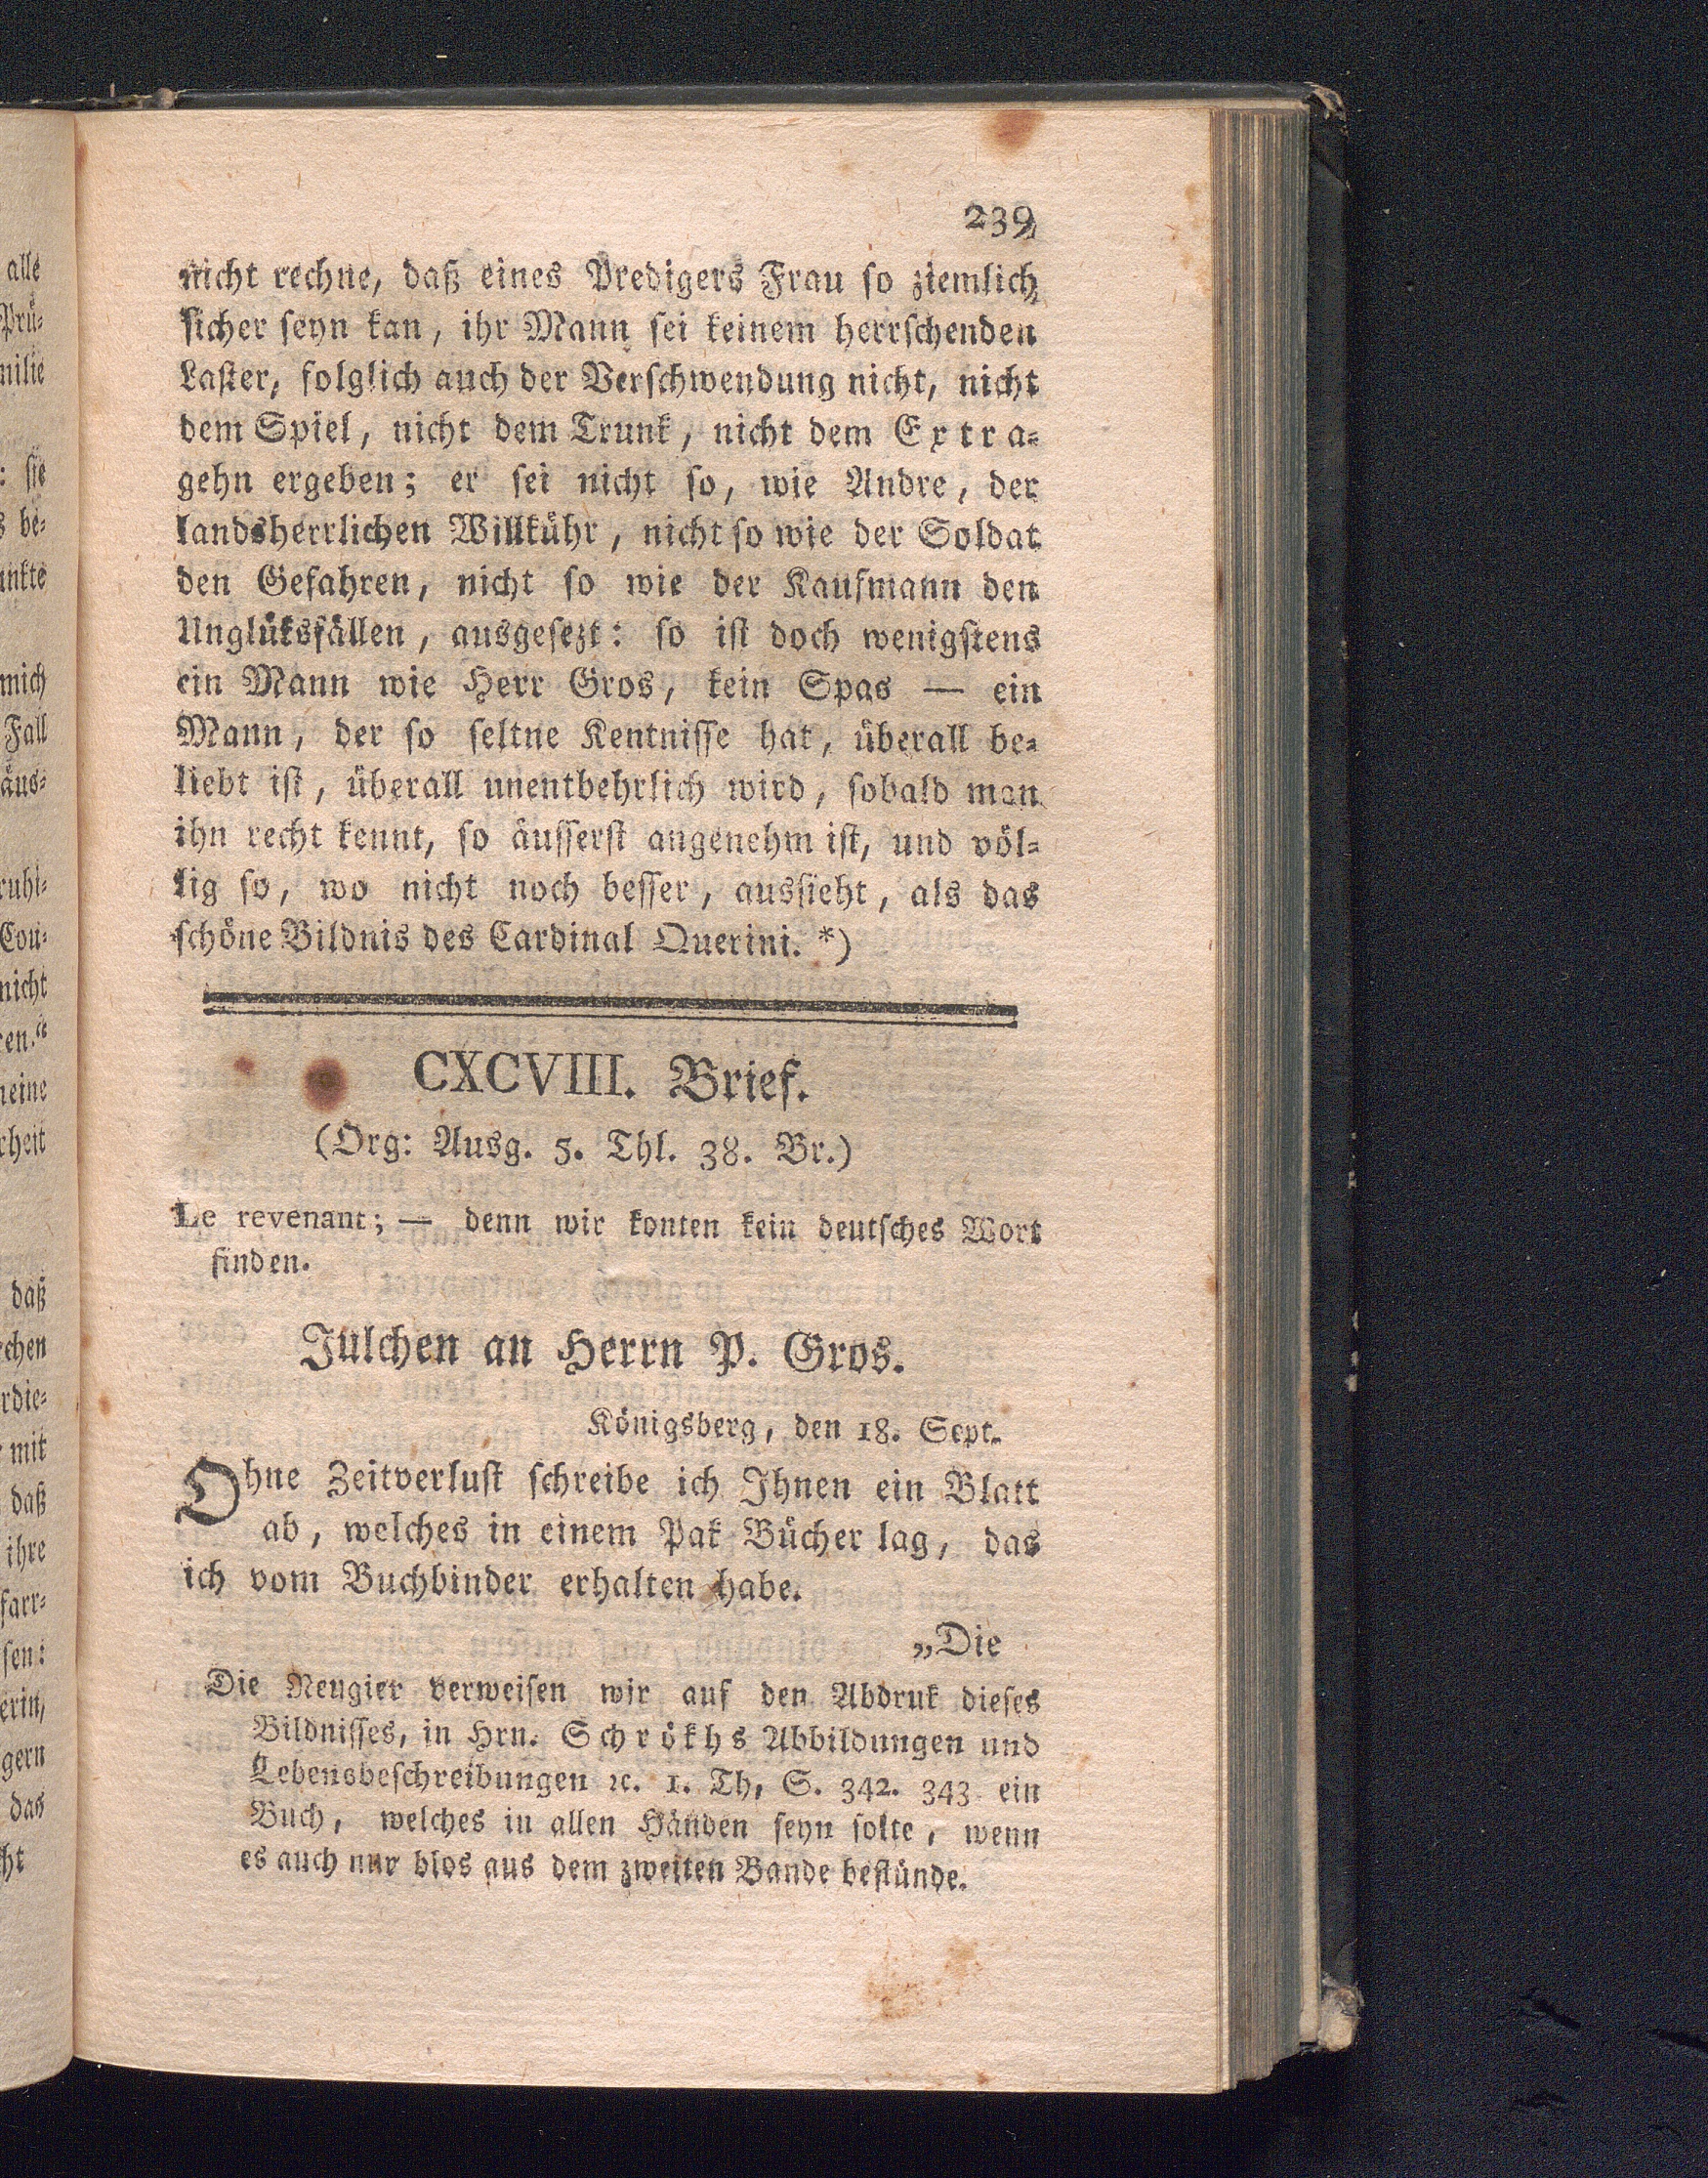 239
nicht rechne, daß eines Predigers Frau so ziemlich
sicher seyn kan, ihr Mann sei keinem herrschenden
Laster, folglich auch der Verschwendung nicht, nicht
dem Spiel, nicht dem Trunk, nicht dem Extra-
gehn ergeben; er sei nicht so, wie Andre, der
landsherrlichen Willkühr, nicht so wie der Soldat
den Gefahren, nicht so wie der Kaufmann den
Unglüksfällen, ausgesezt: so ist doch wenigstens
ein Mann wie Herr Gros, kein Spas — ein
Mann, der so seltne Kentnisse hat, überall be-
liebt ist, überall unentbehrlich wird, sobald man
ihn recht kennt, so äusserst angenehm ist, und völ-
lig so, wo nicht noch besser, aussieht, als das
schöne Bildnis des Cardinal Querini. *)
CXCVIII. Brief.
(Org: Ausg. 5. Thl. 38. Br.)
Le revenant; — denn wir konten kein deutsches Wort
finden.
Julchen an Herrn P. Gros.
Königsberg, den 18. Sept.
Ohne Zeitverlust schreibe ich Ihnen ein Blatt
ab, welches in einem Pak Bücher lag, das
ich vom Buchbinder erhalten habe.
„Die
Die Neugier verweisen wir auf den Abdruk dieses
Bildnisses, in Hrn. Schrökhs Abbildungen und
Lebensbeschreibungen ꝛc. 1. Th, S. 342. 343 ein
Buch, welches in allen Händen seyn solte, wenn
es auch nur blos aus dem zweiten Bande bestünde.